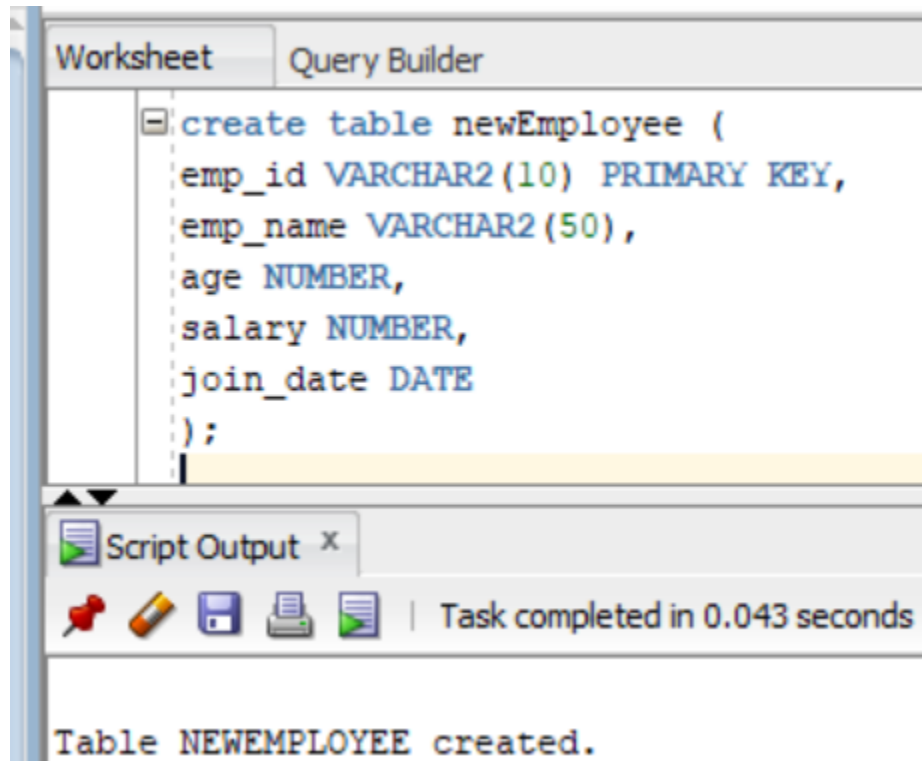 Worksheet Query Builder
create table newEmployee (
emp_id VARCHAR2(10) PRIMARY KEY,
emp_name VARCHAR2(50),
age NUMBER,
salary NUMBER,
join_date DATE
);
Script Output x
Task completed in 0.043 seconds
Table NEWEMPLOYEE created.